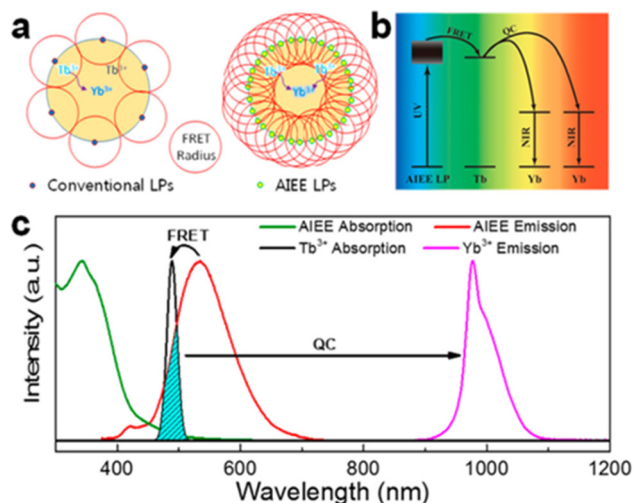 a
Tb³⁺ Tb³⁺
Yb³⁺
Tb³⁺ Tb³⁺
Yb³⁺
FRET
Radius
Conventional LPs
AIEE LPs
b
FRET
QC
UV
NIR
NIR
AIEE LP Tb Yb Yb
c
AIEE Absorption AIEE Emission
Tb³⁺ Absorption Yb³⁺ Emission
FRET
QC
Intensity (a.u.)
400 600 800 1000 1200
Wavelength (nm)